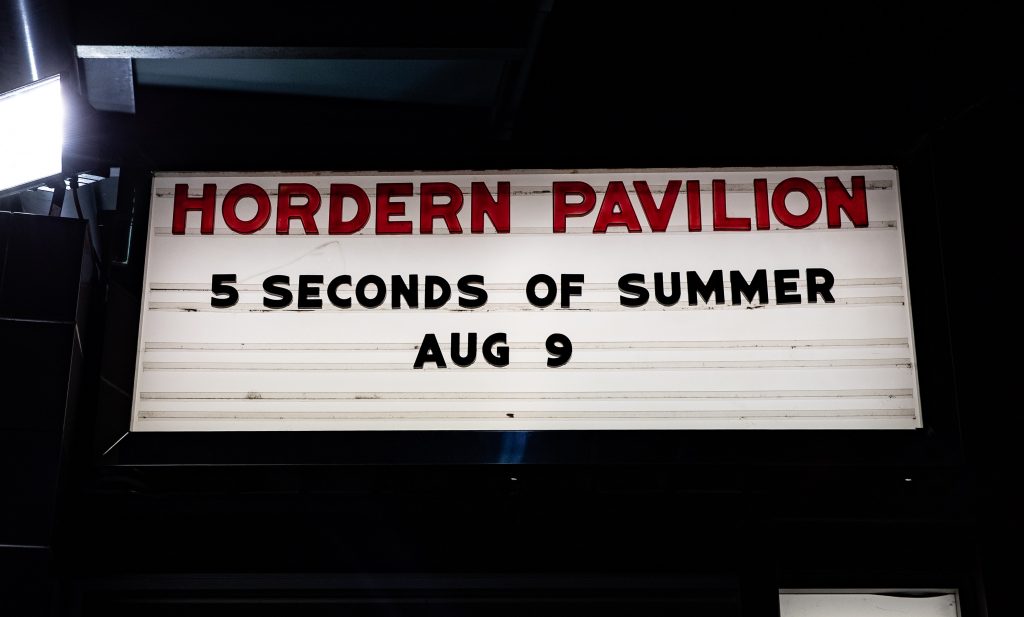 HORDERN PAVILION
5 SECONDS OF SUMMER
AUG 9